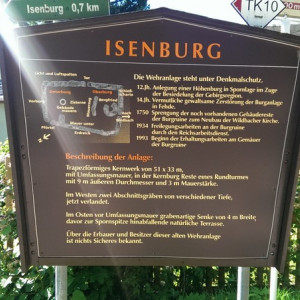 Isenburg 0,7 km
TK10
ISENBURG
Die Wehranlage steht unter Denkmalschutz.
12.Jh. Anlegung einer Höhenburg in Spornlage im Zuge
der Besiedelung der Gebirgsregion.
14.Jh. Vermutliche gewaltsame Zerstörung der Burganlage
in Fehde.
1750 Sprengung der noch vorhandenen Gebäudereste
der Burgruine zum Neubau der Wildbacher Kirche.
1934 Freilegungsarbeiten an der Burgruine
durch den Reichsarbeitsdienst.
1993 Beginn der Erhaltungsarbeiten am Gemäuer
der Burgruine.
Beschreibung der Anlage:
Trapezförmiges Kernwerk von 51 x 33 m,
mit Umfassungsmauer, in der Kernburg Reste eines Rundturmes
mit 9 m äußeren Durchmesser und 3 m Mauerstärke.
Im Westen zwei Abschnittsgräben von verschiedener Tiefe,
jetzt verlandet.
Im Osten vor Umfassungsmauer grabenartige Senke von 4 m Breite,
davor zur Spornspitze hinabfallende natürliche Terrasse.
Über die Erbauer und Besitzer dieser alten Wehranlage
ist nichts Sicheres bekannt.